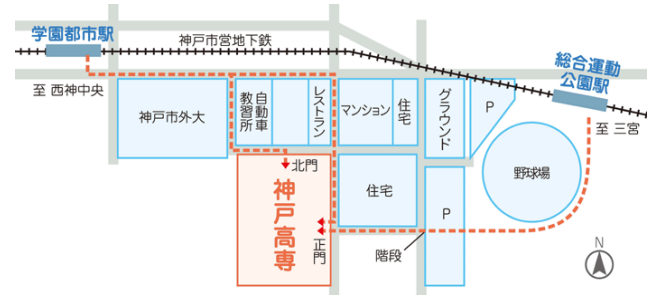 学園都市駅
神戸市営地下鉄
総合運動
公園駅
至 西神中央
至 三宮
神戸市外大
自動車
教習所
レストラン
マンション
住宅
グラウンド
P
北門
神戸高専
住宅
野球場
P
正門
階段
N